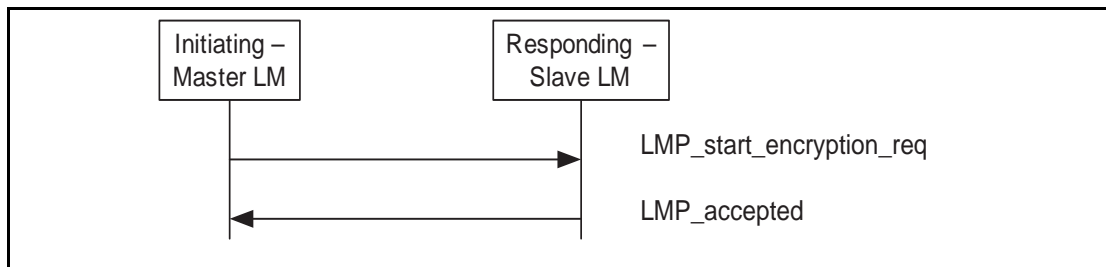 Initiating –
Master LM
Responding –
Slave LM
LMP_start_encryption_req
LMP_accepted